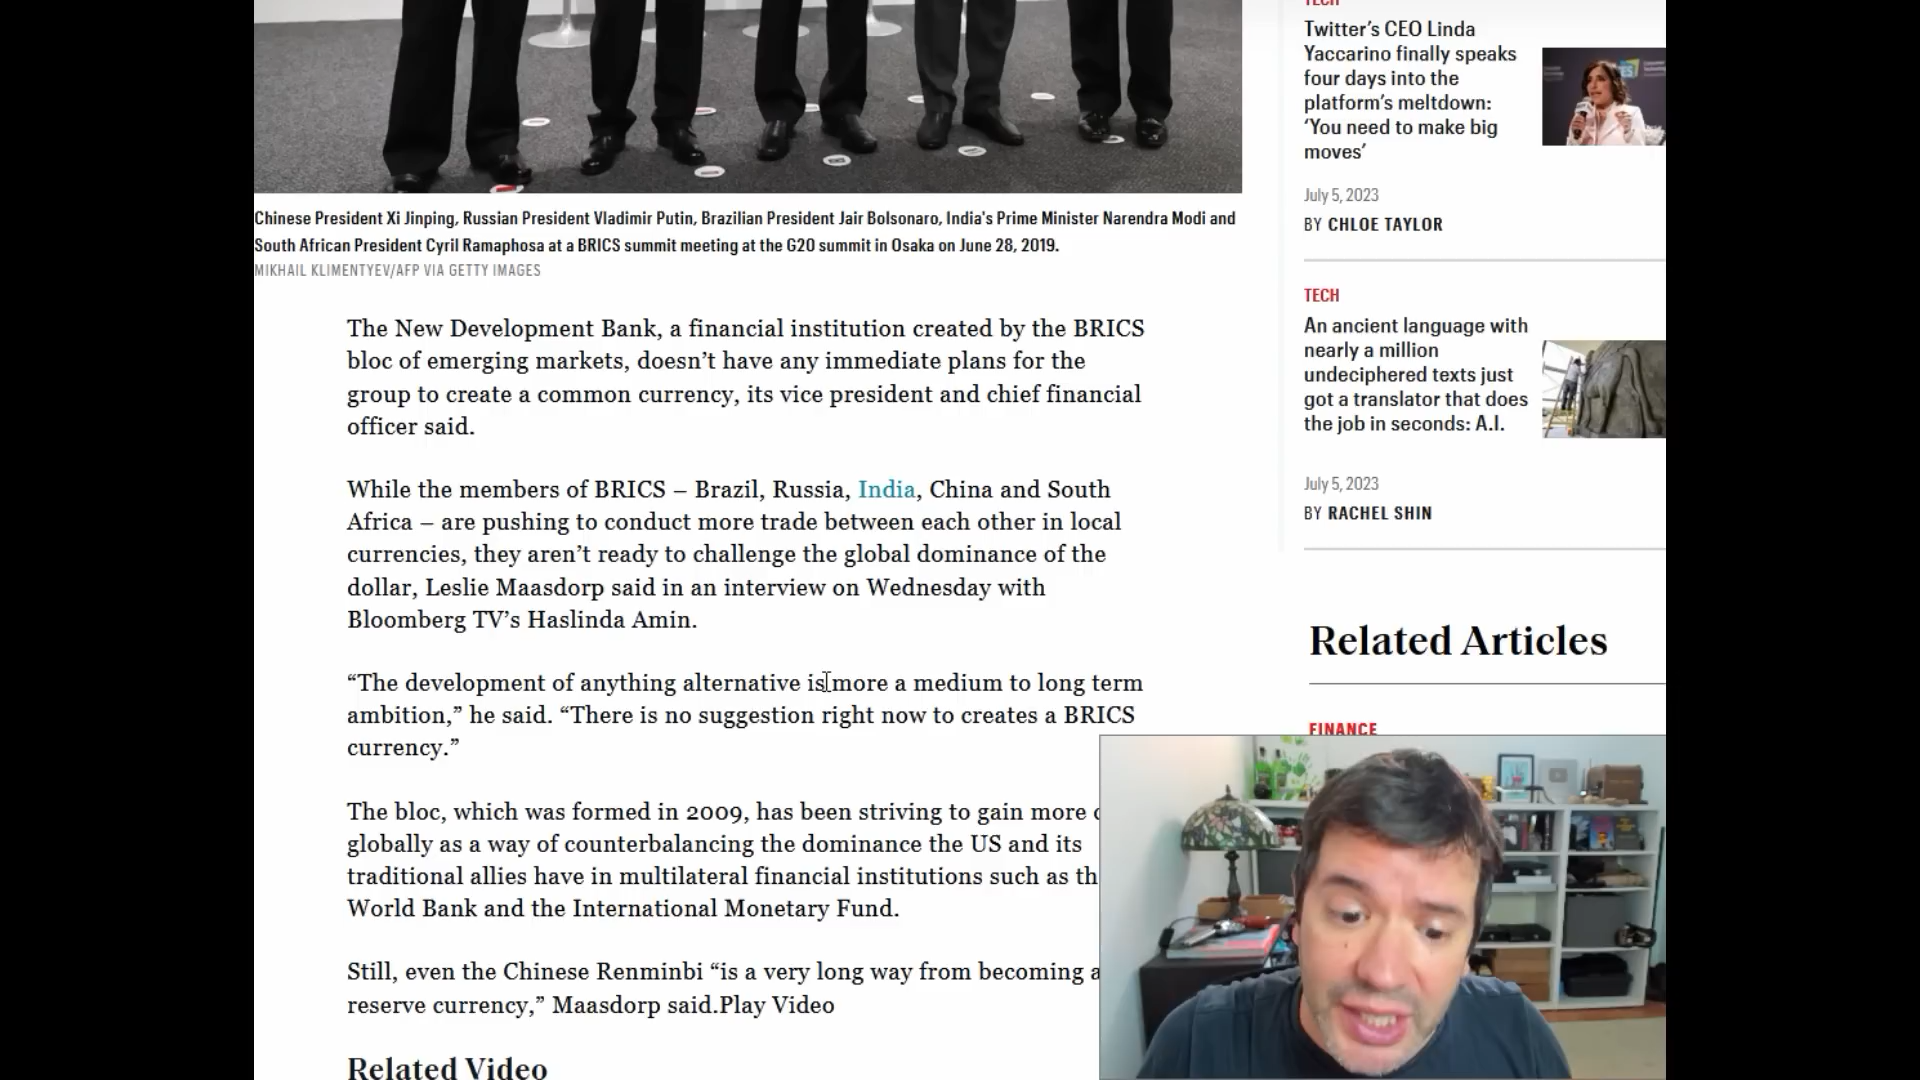 Chinese President Xi Jinping, Russian President Vladimir Putin, Brazilian President Jair Bolsonaro, India's Prime Minister Narendra Modi and
South African President Cyril Ramaphosa at a BRICS summit meeting at the G20 summit in Osaka on June 28, 2019.
MIKHAIL KLIMENTYEV/AFP VIA GETTY IMAGES
The New Development Bank, a financial institution created by the BRICS
bloc of emerging markets, doesn’t have any immediate plans for the
group to create a common currency, its vice president and chief financial
officer said.
While the members of BRICS – Brazil, Russia, India, China and South
Africa – are pushing to conduct more trade between each other in local
currencies, they aren’t ready to challenge the global dominance of the
dollar, Leslie Maasdorp said in an interview on Wednesday with
Bloomberg TV’s Haslinda Amin.
“The development of anything alternative is more a medium to long term
ambition,” he said. “There is no suggestion right now to creates a BRICS
currency.”
The bloc, which was formed in 2009, has been striving to gain more
globally as a way of counterbalancing the dominance the US and its
traditional allies have in multilateral financial institutions such as
World Bank and the International Monetary Fund.
Still, even the Chinese Renminbi “is a very long way from becoming a
reserve currency,” Maasdorp said.Play Video
Related Video
TECH
Twitter’s CEO Linda
Yaccarino finally speaks
four days into the
platform’s meltdown:
‘You need to make big
moves’
July 5, 2023
BY CHLOE TAYLOR
TECH
An ancient language with
nearly a million
undeciphered texts just
got a translator that does
the job in seconds: A.I.
July 5, 2023
BY RACHEL SHIN
Related Articles
FINANCE